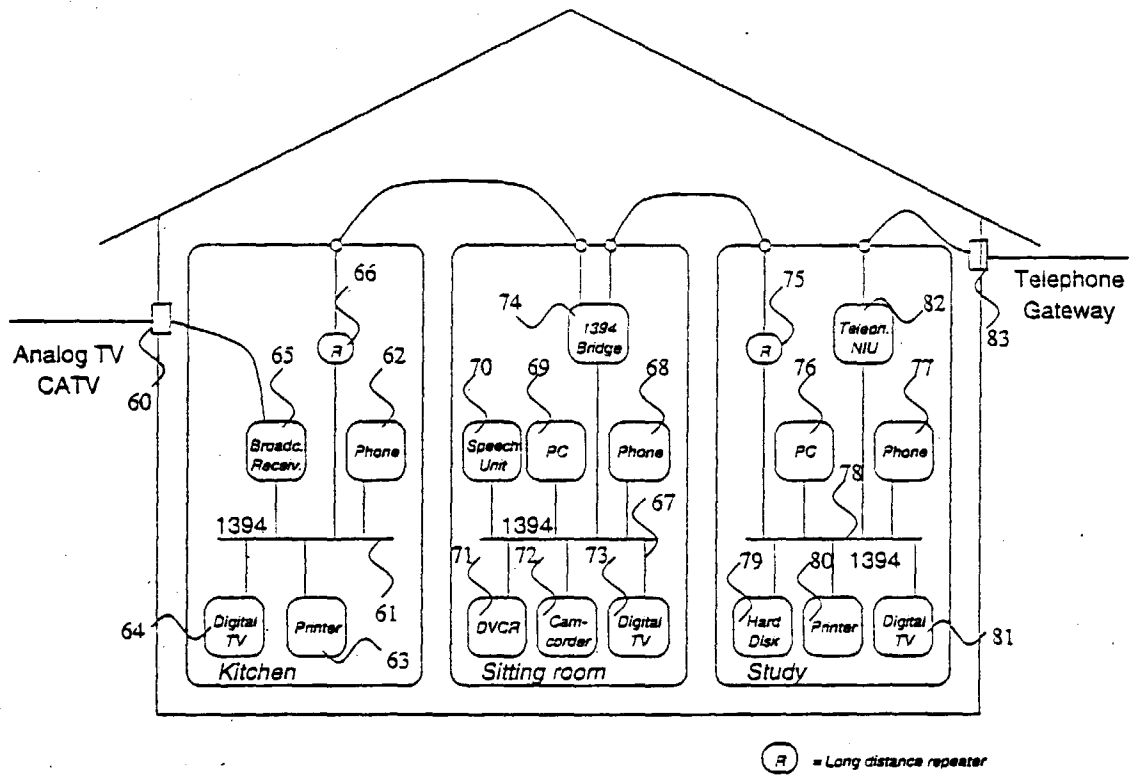 Analog TV
CATV
60
Telephone
Gateway
83
66
R
65
62
Broadc.
Receiv.
Phone
1394
61
64
Digital
TV
Printer
63
Kitchen
74
1394
Bridge
70
69
68
Speech
Unit
PC
Phone
67
1394
71
72
73
DVCR
Cam-
corder
Digital
TV
Sitting room
75
R
82
Teleph.
NIU
76
77
PC
Phone
78
1394
79
80
Hard
Disk
Printer
Digital
TV
81
Study
R = Long distance repeater